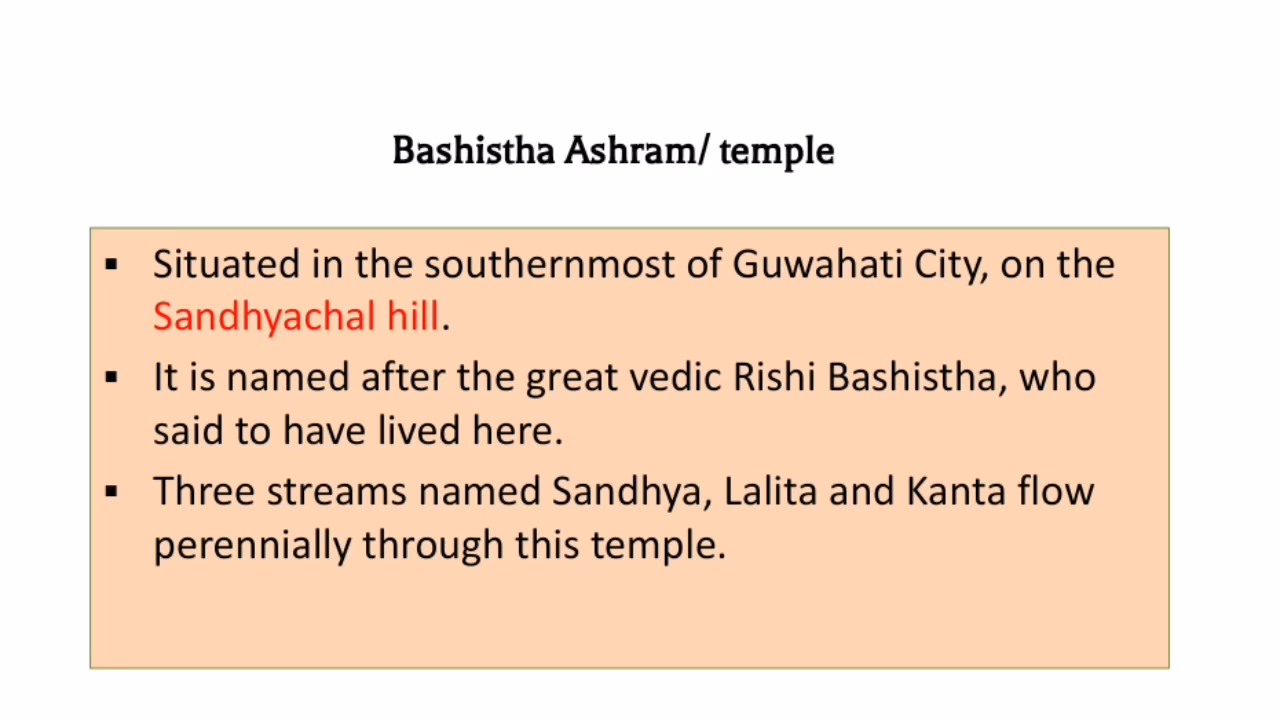 Bashistha Ashram/ temple
▪ Situated in the southernmost of Guwahati City, on the
Sandhyachal hill.
▪ It is named after the great vedic Rishi Bashistha, who
said to have lived here.
▪ Three streams named Sandhya, Lalita and Kanta flow
perennially through this temple.